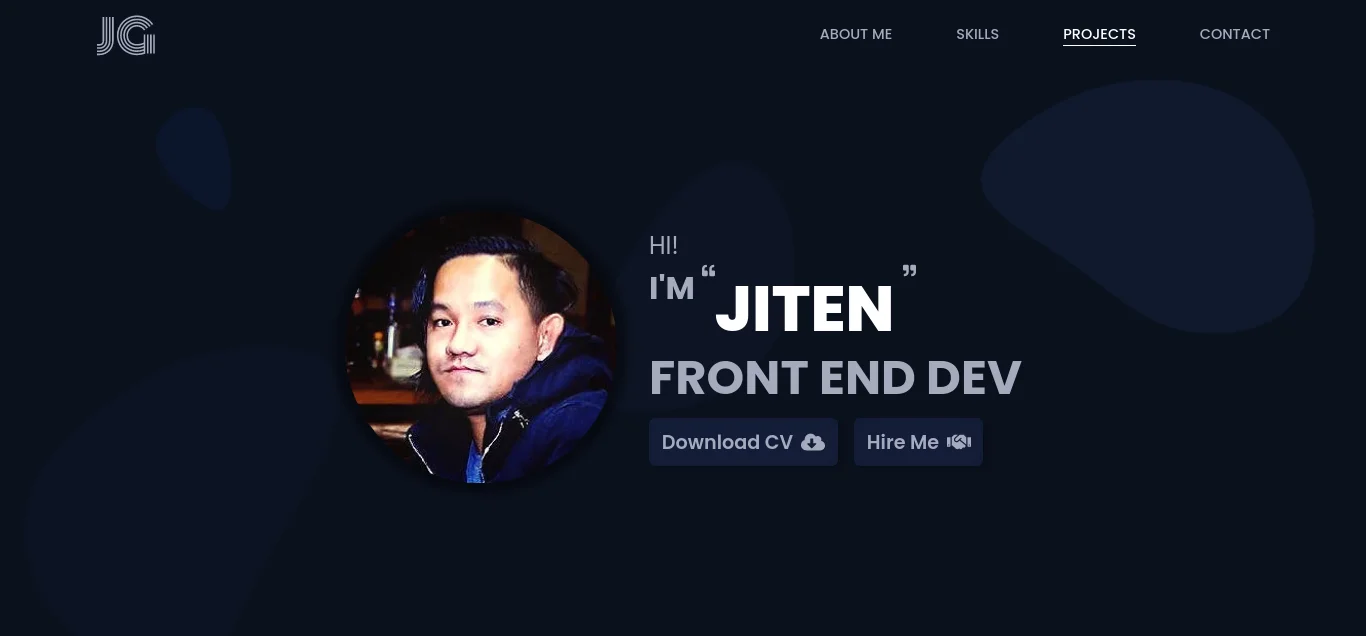 JG
ABOUT ME
SKILLS
PROJECTS
CONTACT
HI!
I'M “JITEN”
FRONT END DEV
Download CV
Hire Me